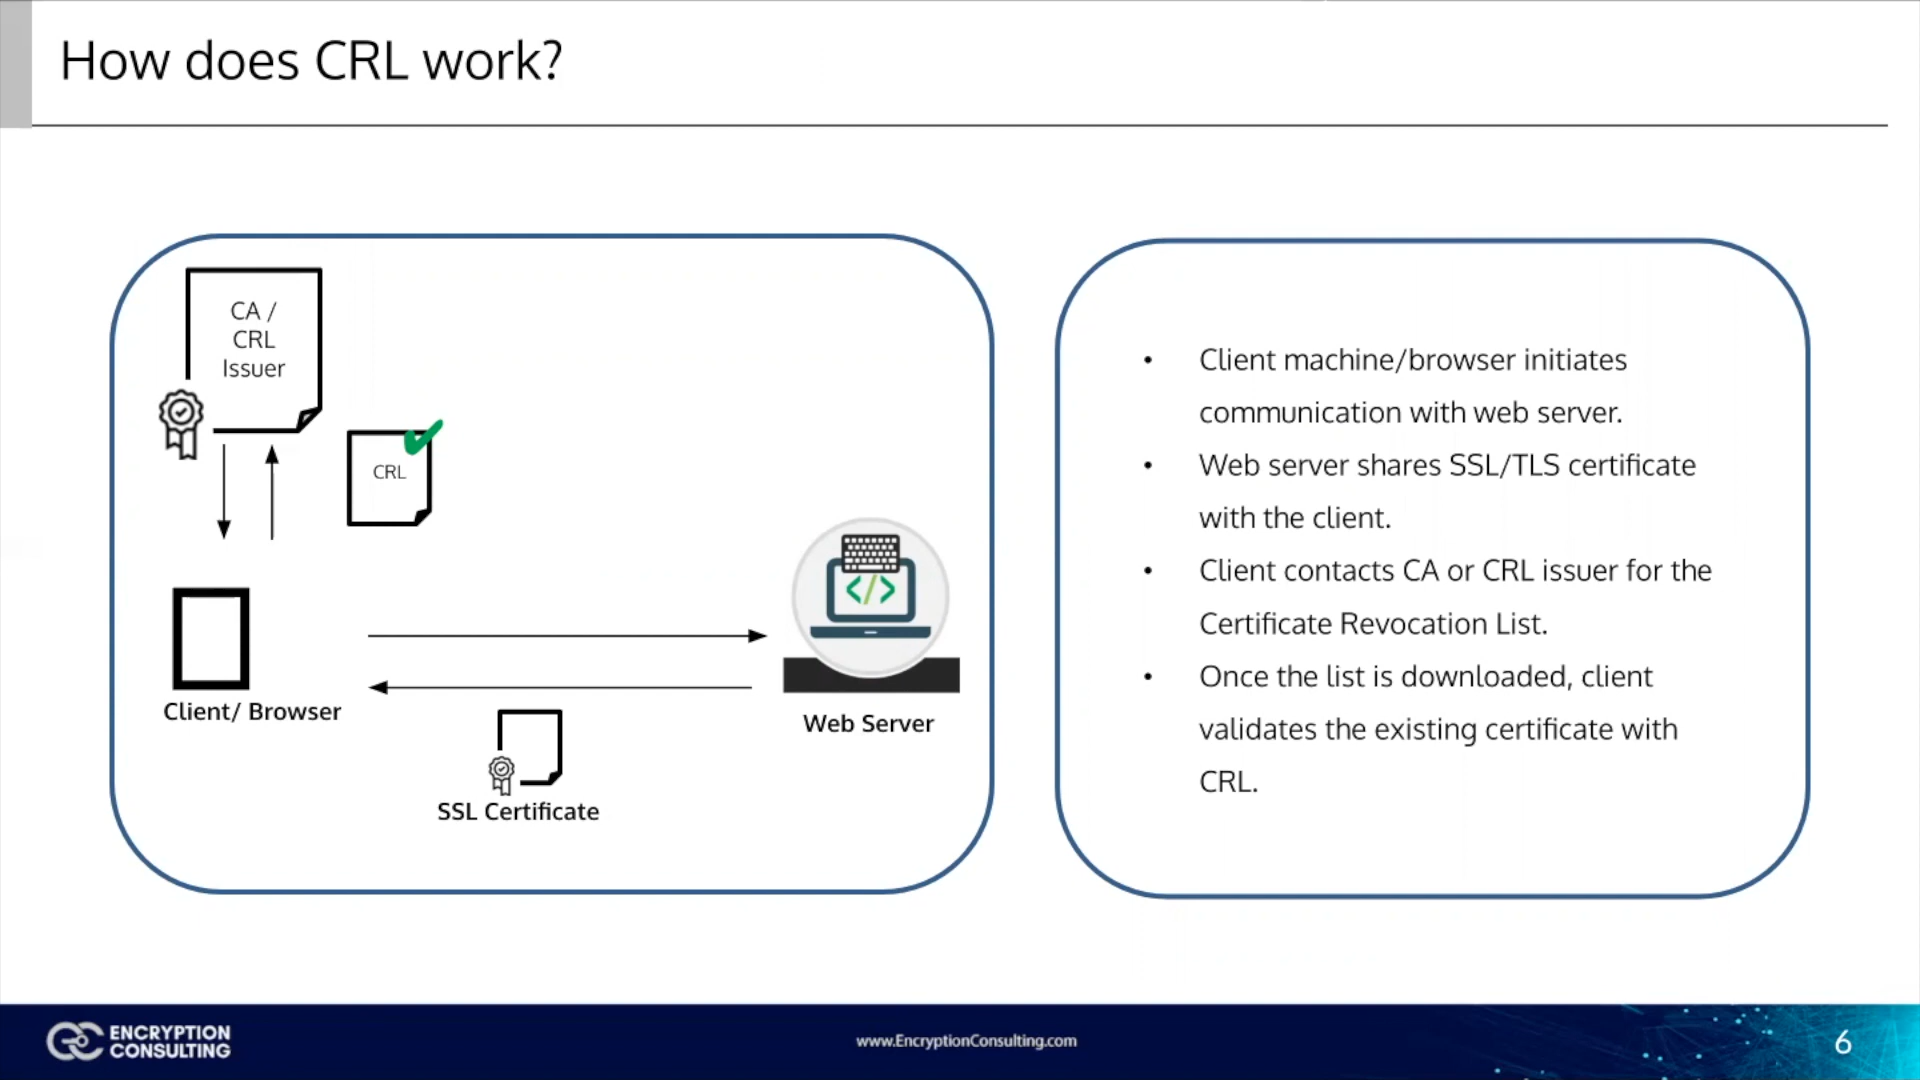 How does CRL work?
CA /
CRL
Issuer
CRL
Client/ Browser
Web Server
SSL Certificate
• Client machine/browser initiates
communication with web server.
• Web server shares SSL/TLS certificate
with the client.
• Client contacts CA or CRL issuer for the
Certificate Revocation List.
• Once the list is downloaded, client
validates the existing certificate with
CRL.
ENCRYPTION
CONSULTING
www.EncryptionConsulting.com
6